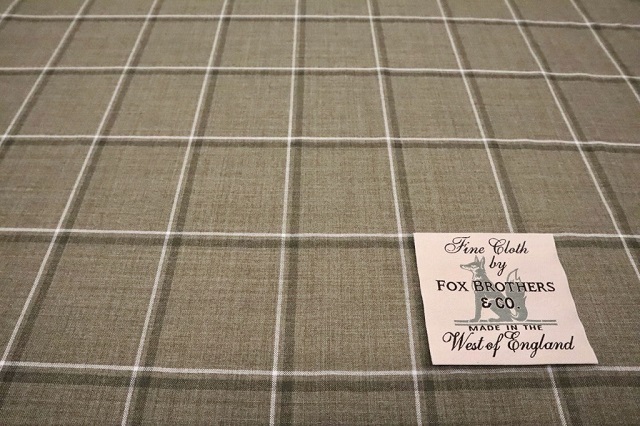 Fine Cloth
by
FOX BROTHERS
& CO.
MADE IN THE
West of England